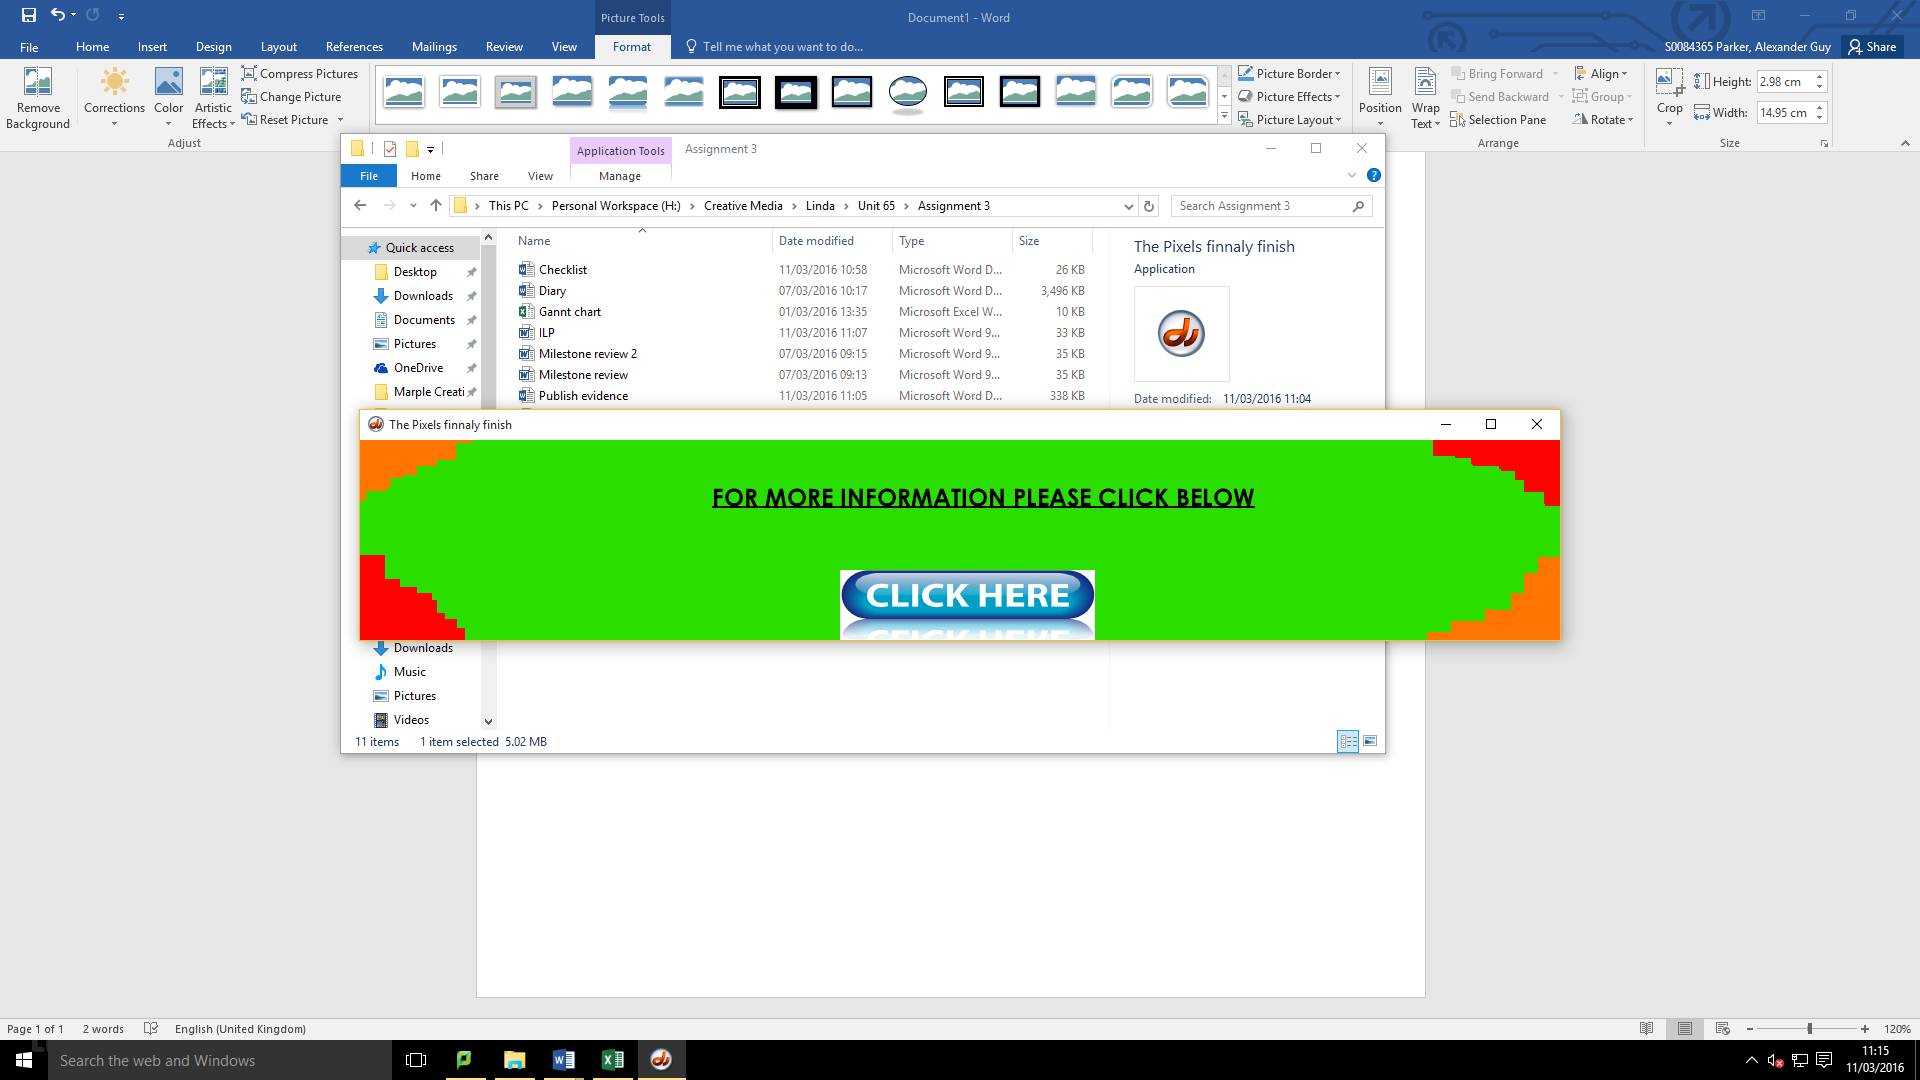 Picture Tools
Document1 - Word
File
Home
Insert
Design
Layout
References
Mailings
Review
View
Format
Tell me what you want to do...
S0084365 Parker, Alexander Guy
Share
Remove Background
Corrections
Color
Artistic Effects
Compress Pictures
Change Picture
Reset Picture
Adjust
Picture Border
Picture Effects
Picture Layout
Position
Wrap Text
Bring Forward
Send Backward
Selection Pane
Align
Group
Rotate
Arrange
Crop
Height: 2.98 cm
Width: 14.95 cm
Size
Application Tools
Assignment 3
File
Home
Share
View
Manage
This PC > Personal Workspace (H:) > Creative Media > Linda > Unit 65 > Assignment 3
Search Assignment 3
Quick access
Desktop
Downloads
Documents
Pictures
OneDrive
Marple Creati
Name Date modified Type Size
Checklist 11/03/2016 10:58 Microsoft Word D... 26 KB
Diary 07/03/2016 10:17 Microsoft Word D... 3,496 KB
Gannt chart 01/03/2016 13:35 Microsoft Excel W... 10 KB
ILP 11/03/2016 11:07 Microsoft Word 9... 33 KB
Milestone review 2 07/03/2016 09:15 Microsoft Word 9... 35 KB
Milestone review 07/03/2016 09:13 Microsoft Word 9... 35 KB
Publish evidence 11/03/2016 11:05 Microsoft Word D... 338 KB
The Pixels finnaly finish
Application
Date modified: 11/03/2016 11:04
The Pixels finnaly finish
FOR MORE INFORMATION PLEASE CLICK BELOW
CLICK HERE
Downloads
Music
Pictures
Videos
11 items 1 item selected 5.02 MB
Page 1 of 1 2 words English (United Kingdom)
120%
Search the web and Windows
11:15
11/03/2016